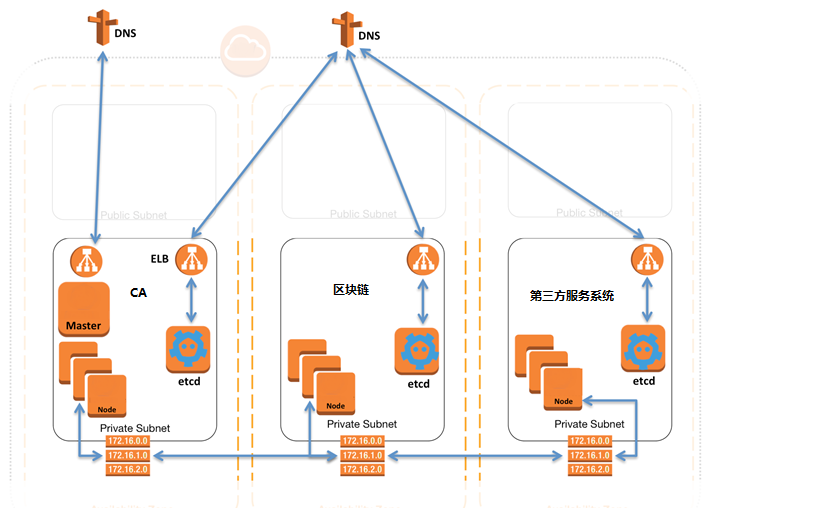 DNS
DNS
Public Subnet
Public Subnet
Public Subnet
ELB
CA
区块链
第三方服务系统
Master
etcd
etcd
etcd
Node
Node
Node
Private Subnet
Private Subnet
Private Subnet
172.16.0.0
172.16.1.0
172.16.2.0
172.16.0.0
172.16.1.0
172.16.2.0
172.16.0.0
172.16.1.0
172.16.2.0